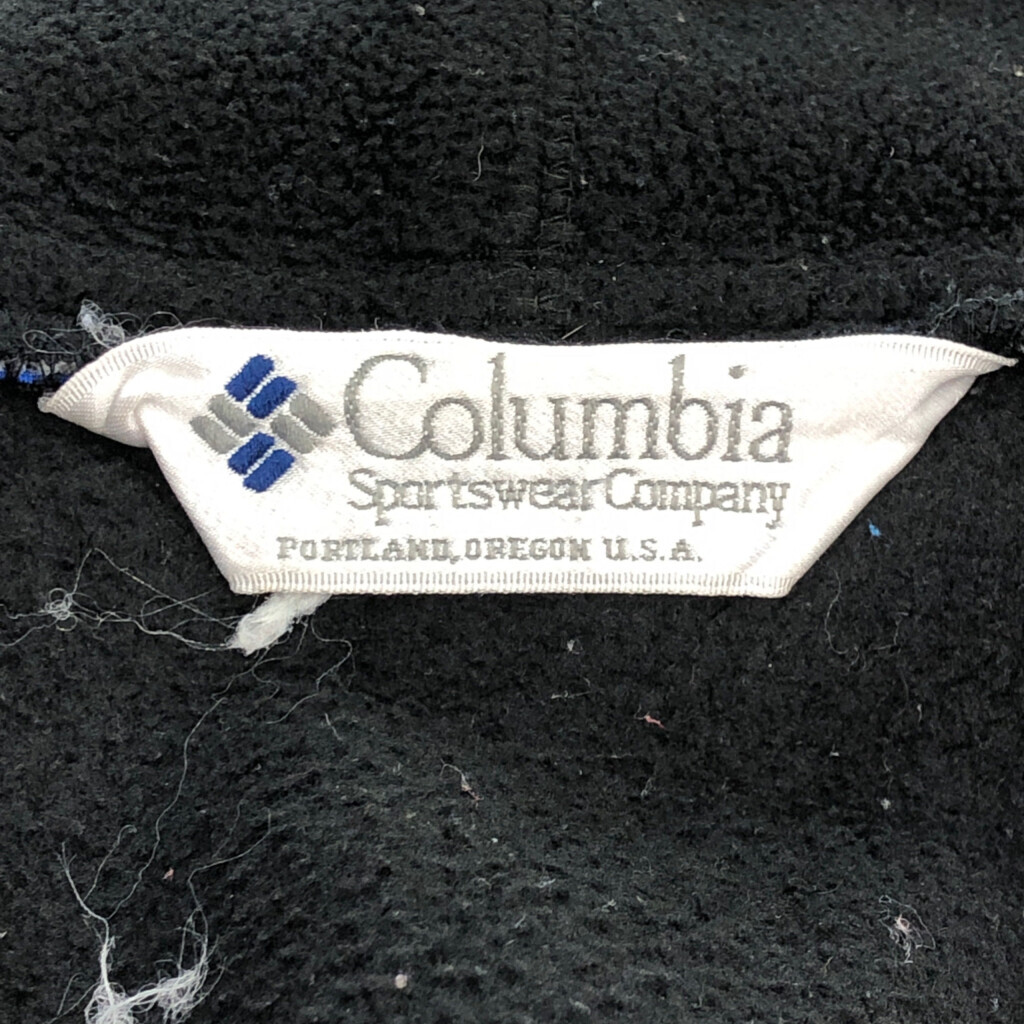 Columbia
Sportswear Company
PORTLAND, OREGON U.S.A.